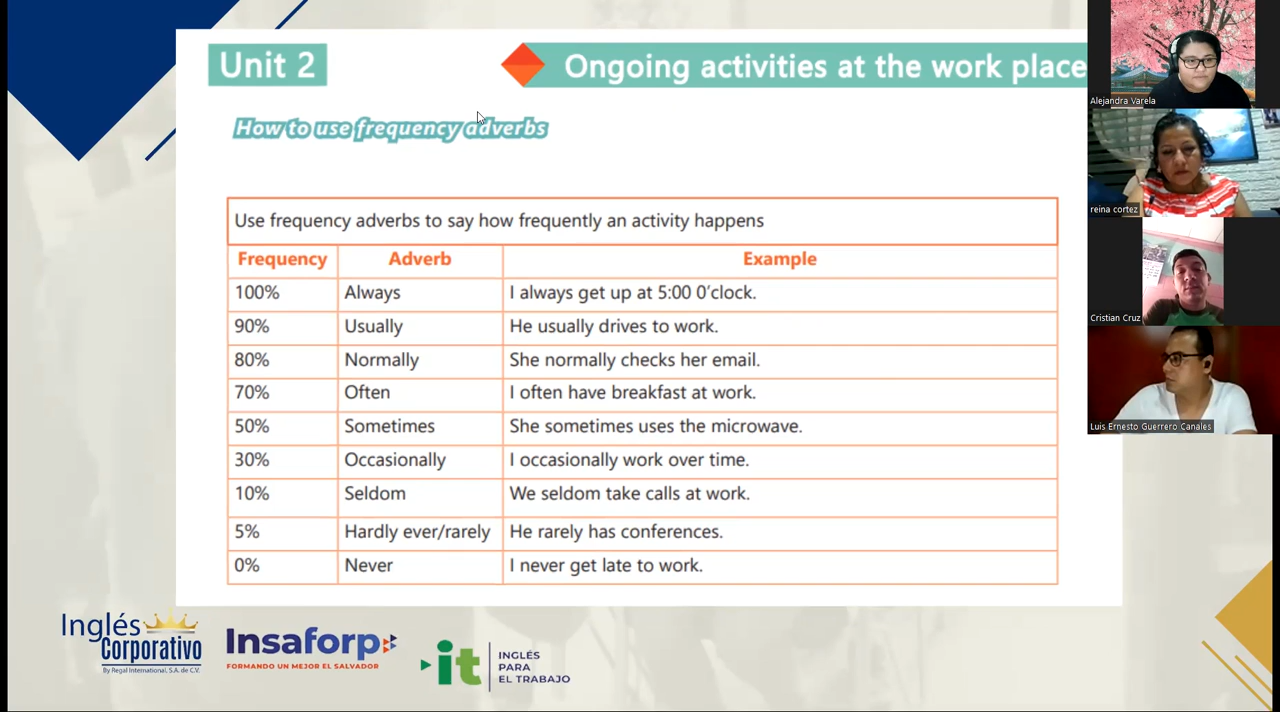 Unit 2
Ongoing activities at the work place
How to use frequency adverbs
Use frequency adverbs to say how frequently an activity happens
Frequency Adverb Example
100% Always I always get up at 5:00 0'clock.
90% Usually He usually drives to work.
80% Normally She normally checks her email.
70% Often I often have breakfast at work.
50% Sometimes She sometimes uses the microwave.
30% Occasionally I occasionally work over time.
10% Seldom We seldom take calls at work.
5% Hardly ever/rarely He rarely has conferences.
0% Never I never get late to work.
Alejandra Varela
reina cortez
Cristian Cruz
Luis Ernesto Guerrero Canales
Inglés
Corporativo
By Regal International, S.A. de C.V.
Insaforp
FORMANDO UN MEJOR EL SALVADOR
it
INGLÉS
PARA
EL TRABAJO